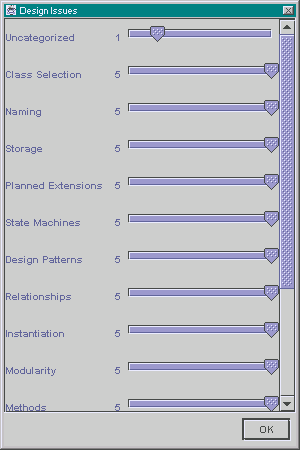 Design Issues
Uncategorized 1
Class Selection 5
Naming 5
Storage 5
Planned Extensions 5
State Machines 5
Design Patterns 5
Relationships 5
Instantiation 5
Modularity 5
Methods 5
OK